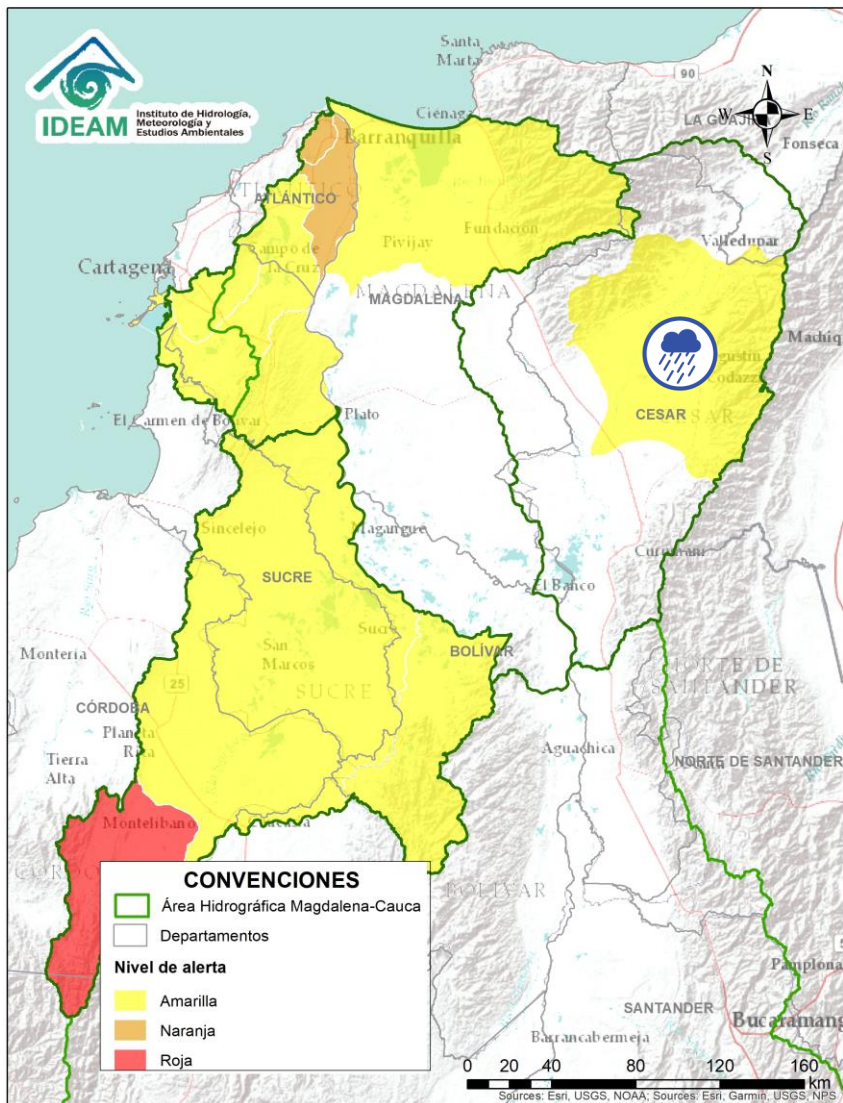 IDEAM
Instituto de Hidrología,
Meteorología y
Estudios Ambientales
Santa
Marta
90
N
W
E
S
Ciénaga
LA GUAJI
Fonseca
Barranquilla
ATLÁNTICO
Fundación
Pivijay
Valledupar
Campo de
la Cruz
Cartagena
MAGDALENA
MAGDALENA
Machiq
Agustín
Codazzi
CESAR
El Carmen de Bolívar
Plato
Sincelejo
Magangue
Curumaní
SUCRE
El Banco
Sucre
San
Marcos
BOLÍVAR
Montería
25
SUCRE
NORTE DE
SANTANDER
CÓRDOBA
Planeta
Rica
Aguachica
Tierra
Alta
NORTE DE SANTANDER
Montelíbano
BOLÍVAR
CONVENCIONES
Área Hidrográfica Magdalena-Cauca
Departamentos
Nivel de alerta
Amarilla
Naranja
Roja
Pamplona
SANTANDER
Bucaramang
Barrancabermeja
0 20 40 80 120 160
km
Sources: Esri, USGS, NOAA; Sources: Esri, Garmin, USGS, NPS